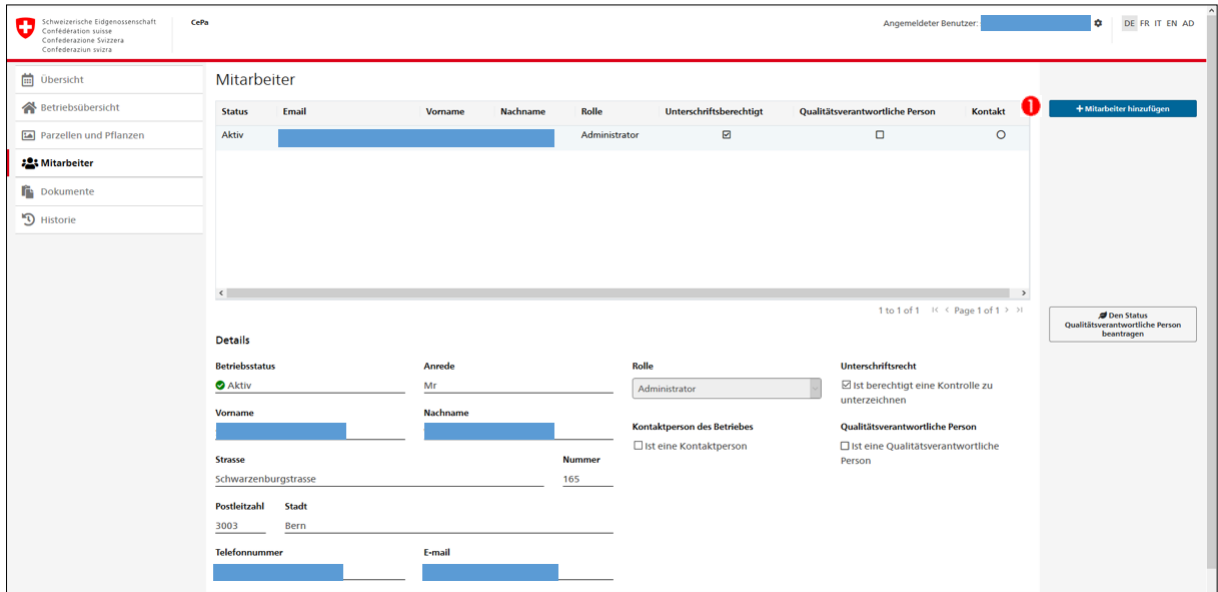 Schweizerische Eidgenossenschaft
Confédération suisse
Confederazione Svizzera
Confederaziun svizra
CePa
Angemeldeter Benutzer:
DE FR IT EN AD
Übersicht
Betriebsübersicht
Parzellen und Pflanzen
Mitarbeiter
Dokumente
Historie
Mitarbeiter
Status Email Vorname Nachname Rolle Unterschriftsberechtigt Qualitätsverantwortliche Person Kontakt
Aktiv Administrator
1
+ Mitarbeiter hinzufügen
1 to 1 of 1 Page 1 of 1
Den Status
Qualitätsverantwortliche Person
beantragen
Details
Betriebsstatus
Aktiv
Anrede
Mr
Vorname
Nachname
Strasse
Schwarzenburgstrasse
Nummer
165
Postleitzahl
3003
Stadt
Bern
Telefonnummer
E-mail
Rolle
Administrator
Kontaktperson des Betriebes
Ist eine Kontaktperson
Unterschriftsrecht
Ist berechtigt eine Kontrolle zu
unterzeichnen
Qualitätsverantwortliche Person
Ist eine Qualitätsverantwortliche
Person